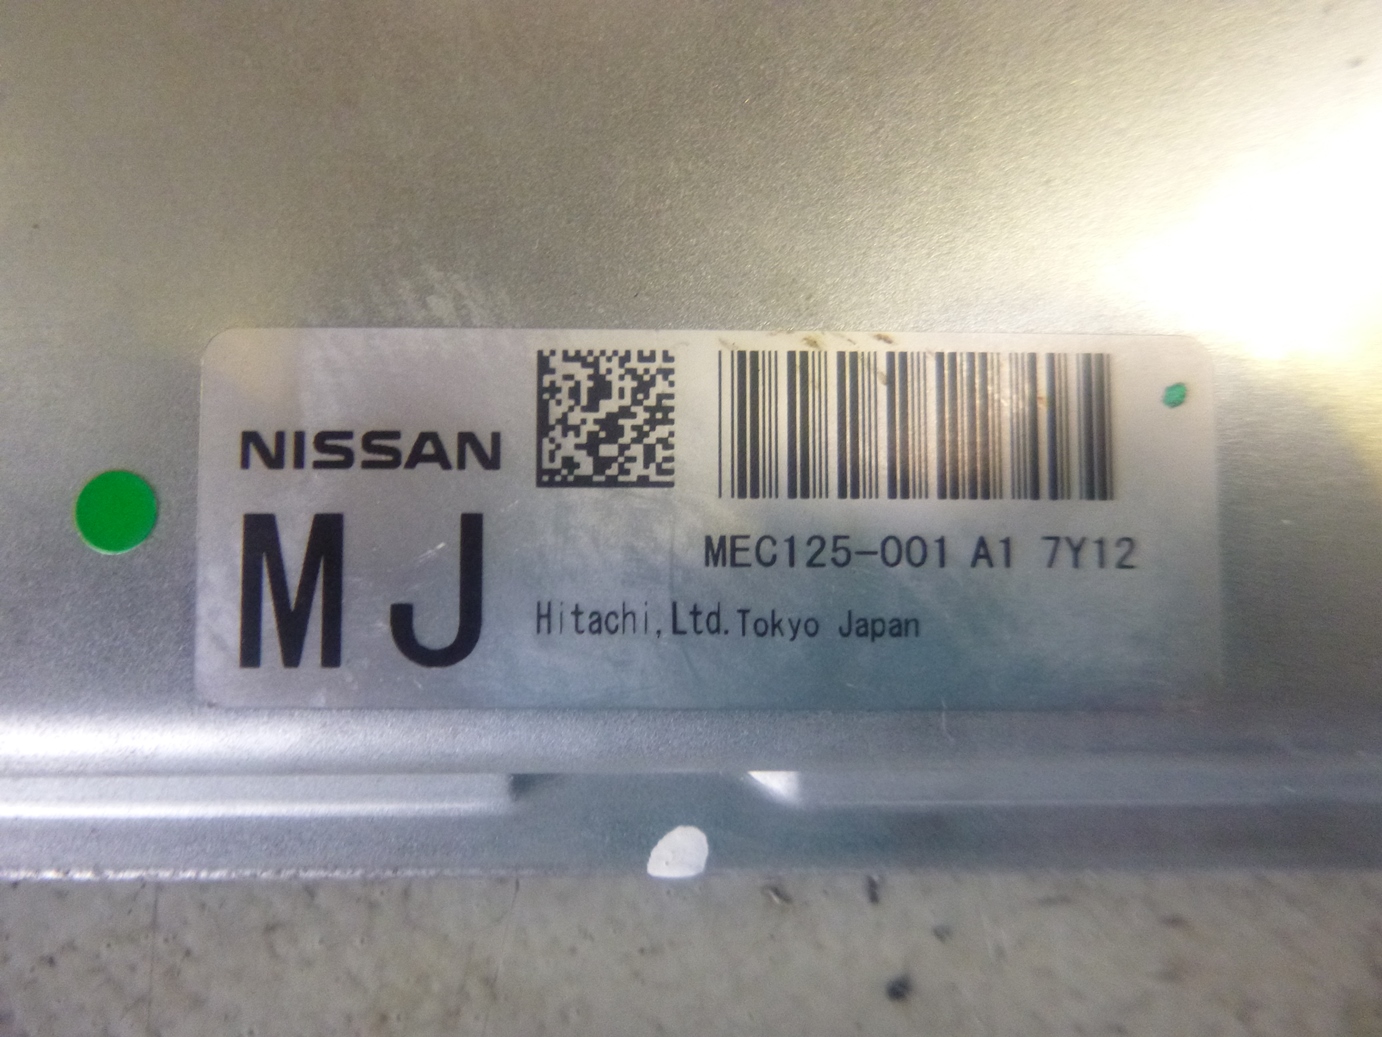 NISSAN
MJ
MEC125-001 A1 7Y12
Hitachi,Ltd.Tokyo Japan